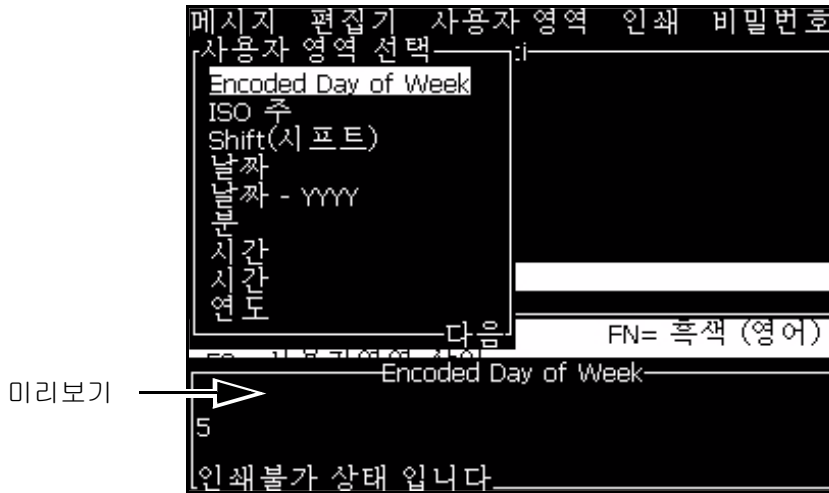 메시지 편집기 사용자 영역 인쇄 비밀번호
사용자 영역 선택
Encoded Day of Week
ISO 주
Shift(시프트)
날짜
날짜 - YYYY
분
시간
시간
연도
다음
FN= 흑색 (영어)
Encoded Day of Week
미리보기
5
인쇄불가 상태 입니다